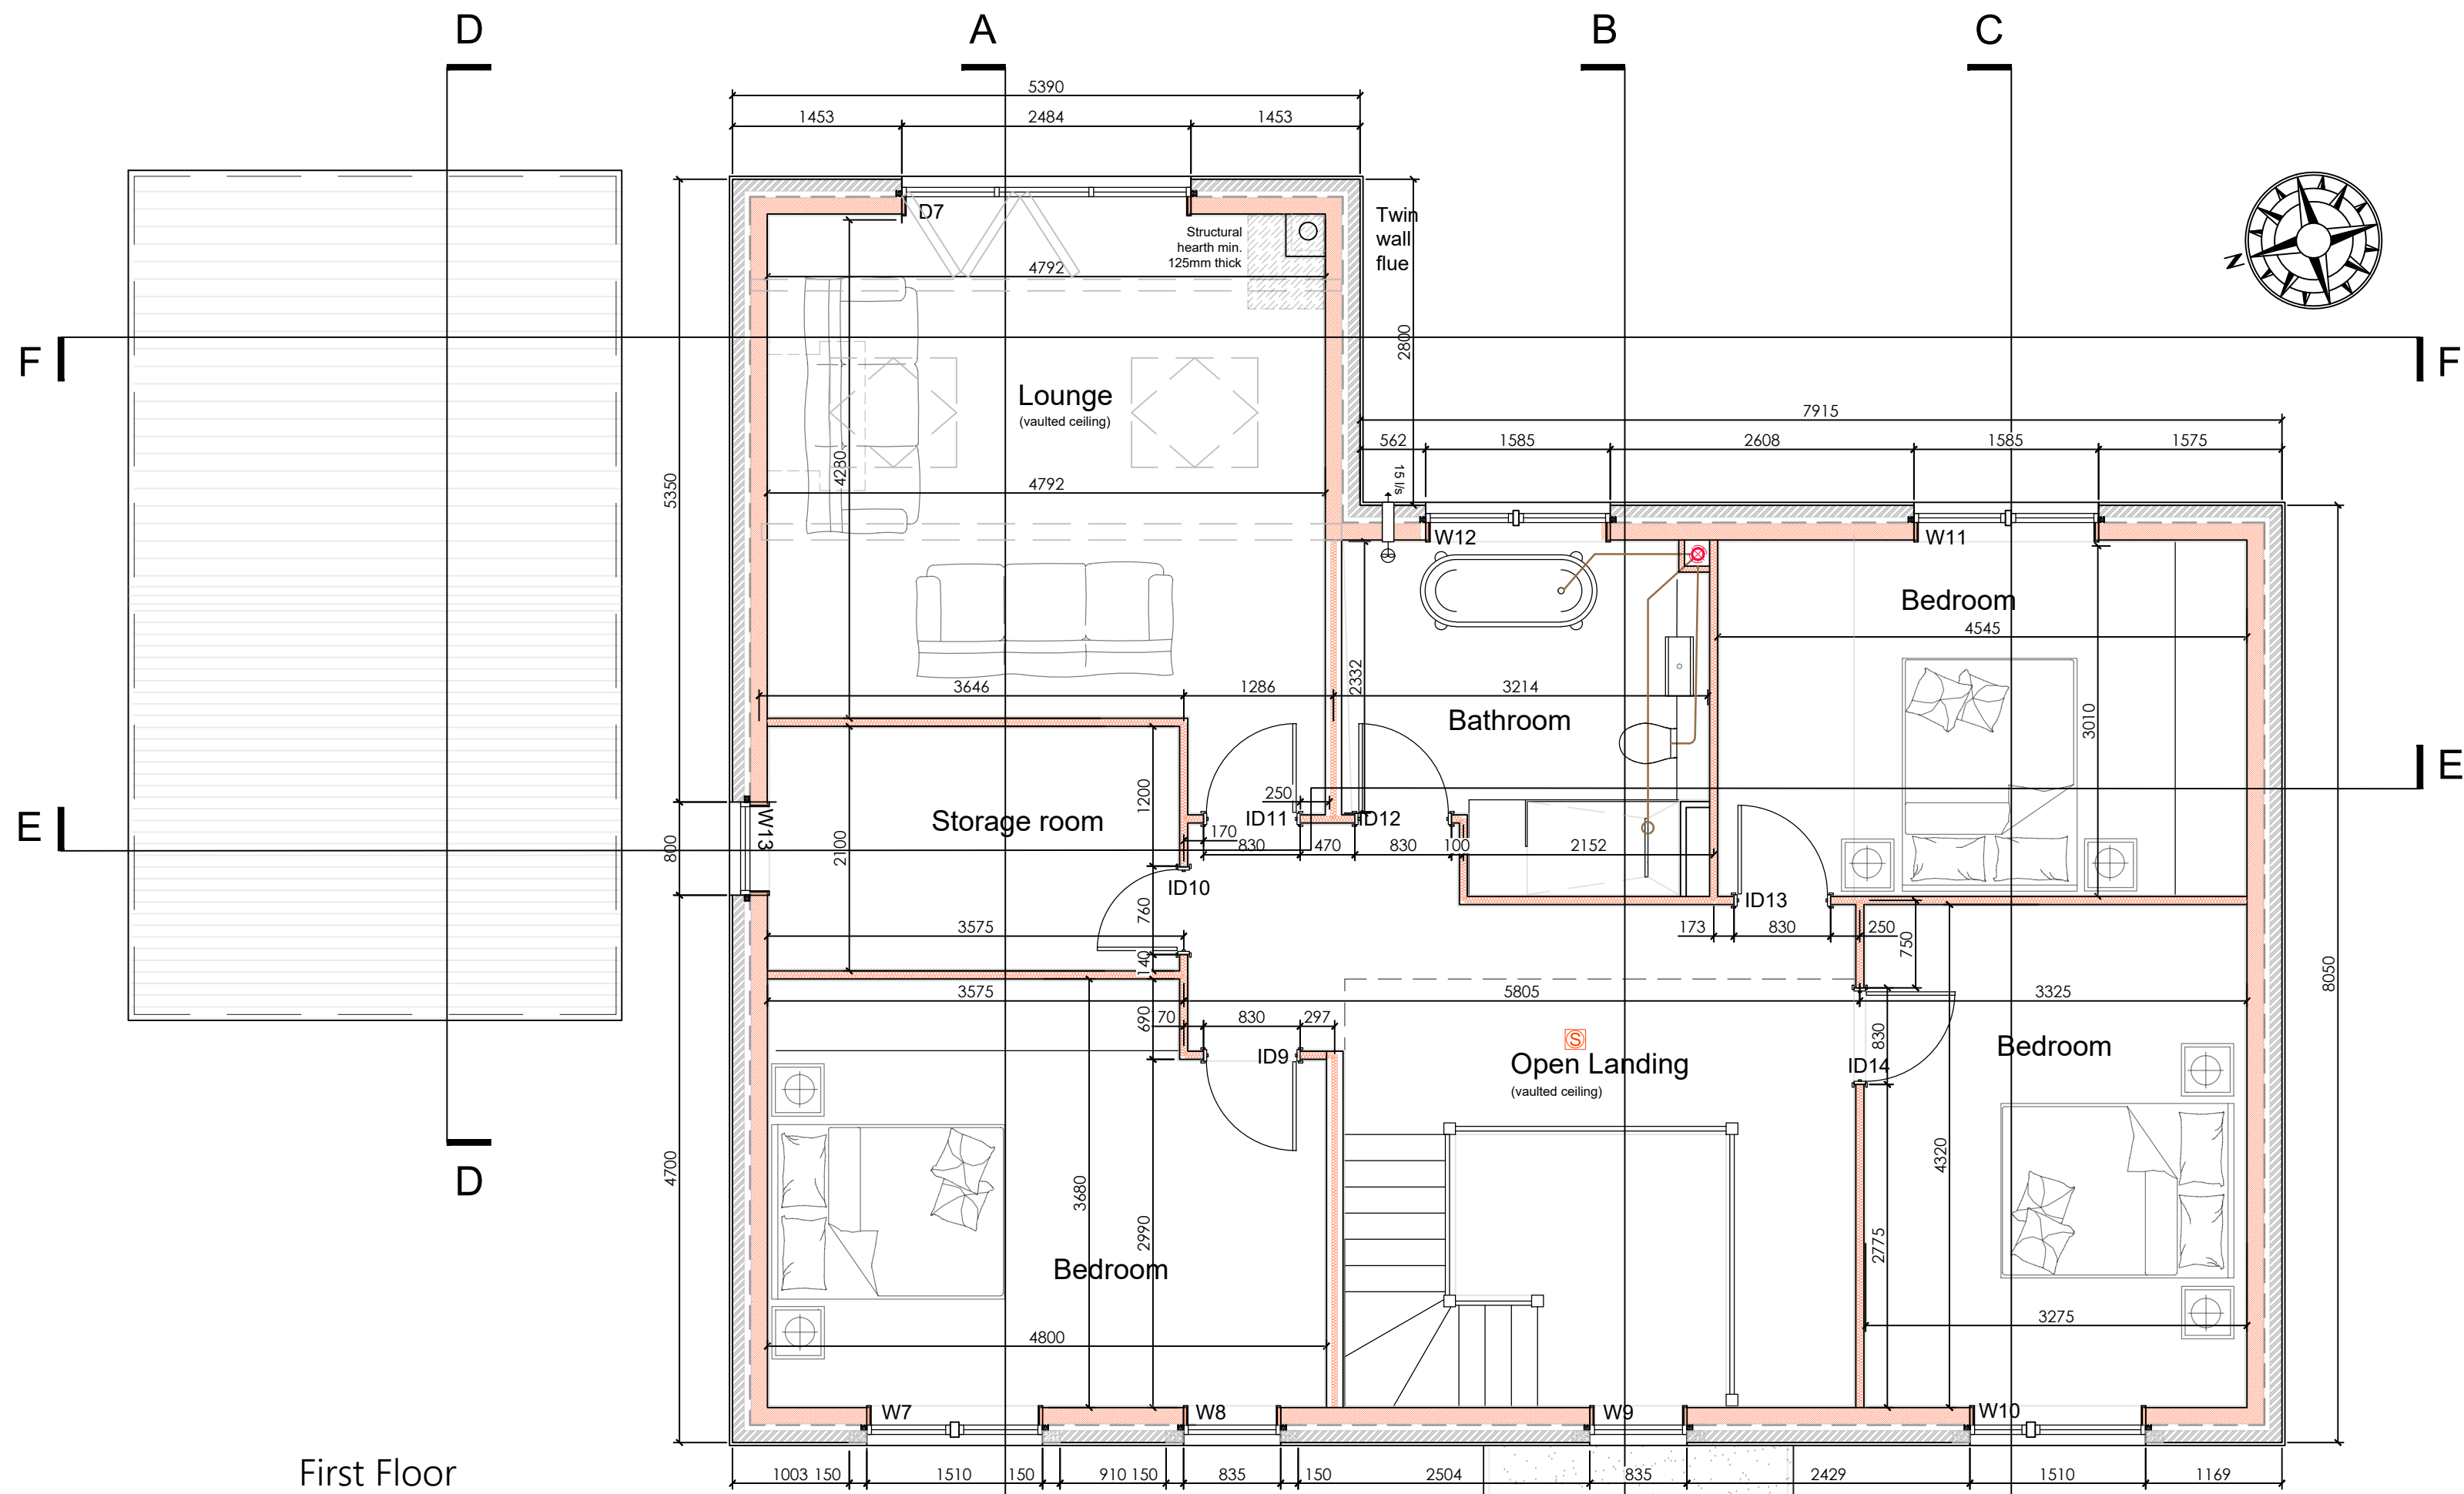 D A B C
5390
1453 2484 1453
D7
Structural
hearth min.
125mm thick
Twin
wall
flue
N
4792
F F
2800
Lounge
(vaulted ceiling)
7915
562 1585 2608 1585 1575
4280
15 l/s
4792
5350
W12 W11
Bedroom
4545
2332
3646 1286 3214
Bathroom
3010
E
1200
250
E
W13
Storage room
ID11 ID12
170
800
2100
830 470 830 100 2152
ID10
760
ID13
3575
173 830 250
750
140
8050
3575 5805 3325
690
70 830 297
830
ID9
S
Open Landing
(vaulted ceiling)
Bedroom
ID14
4700
D
4320
3680
2990
2775
Bedroom
3275
4800
W7 W8 W9 W10
First Floor
1003 150 1510 150 910 150 835 150 2504 835 2429 1510 1169